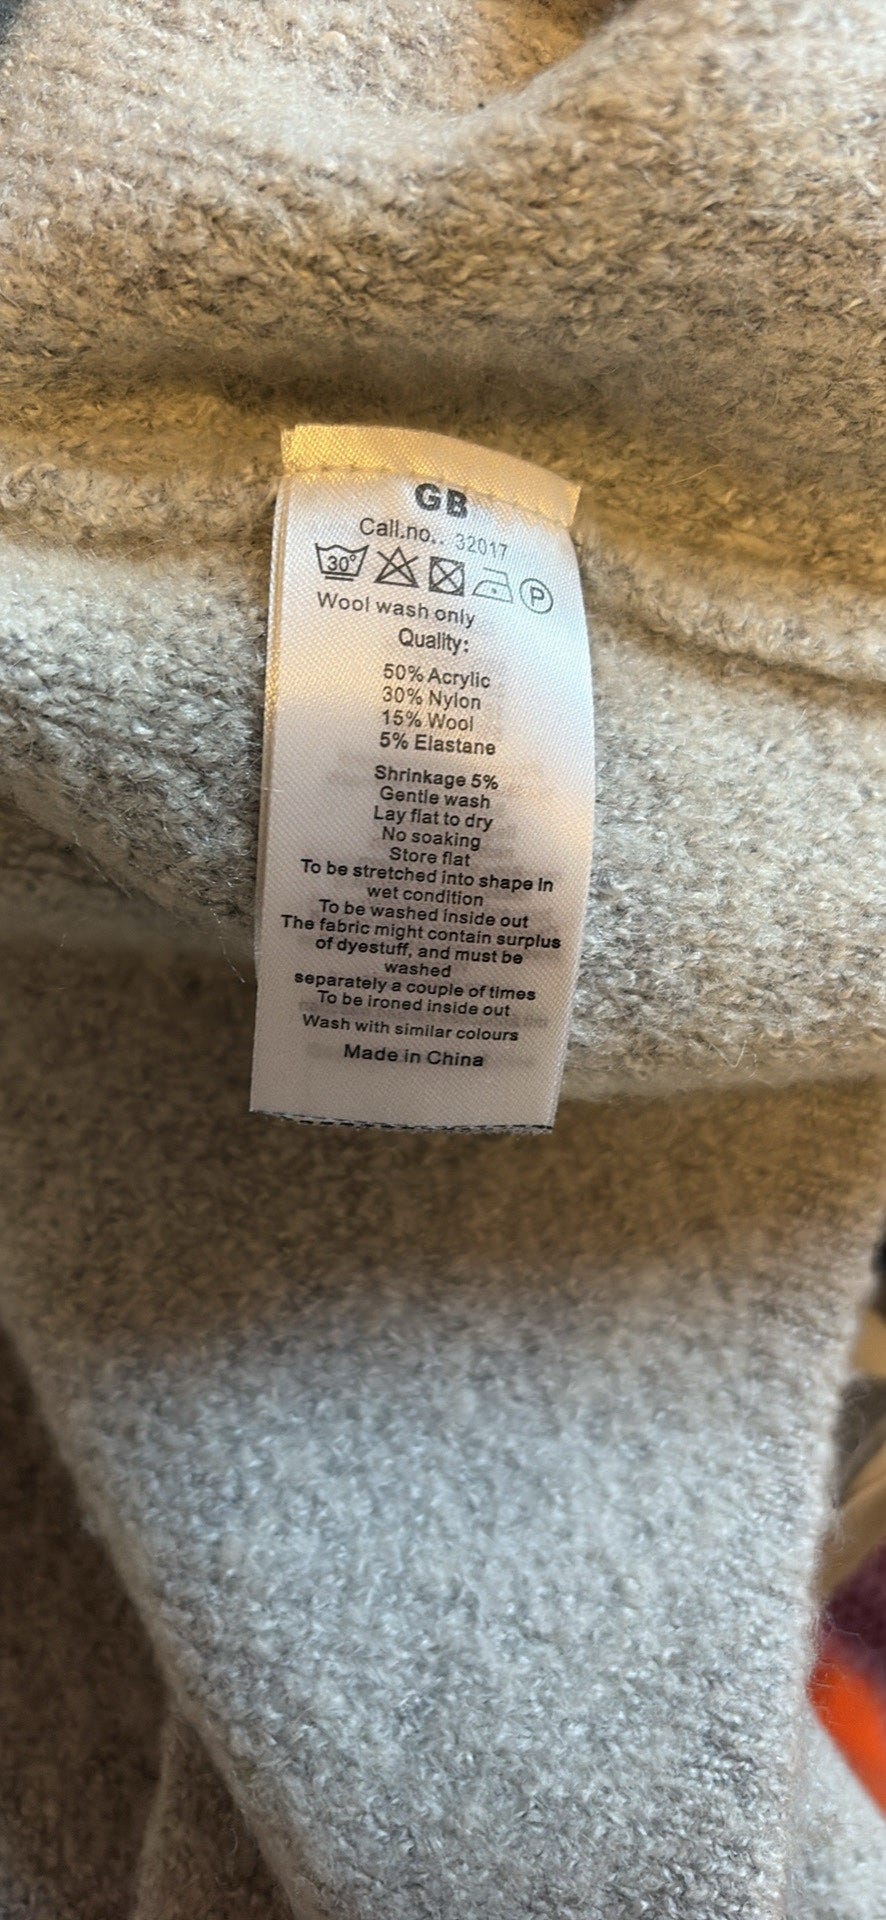 GB
Call.no.. 32017
30°
P
Wool wash only
Quality:
50% Acrylic
30% Nylon
15% Wool
5% Elastane
Shrinkage 5%
Gentle wash
Lay flat to dry
No soaking
Store flat
To be stretched into shape in
wet condition
To be washed inside out
The fabric might contain surplus
of dyestuff, and must be
washed
separately a couple of times
To be ironed inside out
Wash with similar colours
Made in China